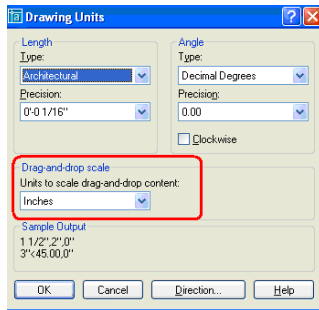 Drawing Units
Length
Type:
Architectural
Precision:
0'-0 1/16"
Angle
Type:
Decimal Degrees
Precision:
0.00
Clockwise
Drag-and-drop scale
Units to scale drag-and-drop content:
Inches
Sample Output
1 1/2",2",0"
3"<45.00,0"
OK Cancel Direction... Help